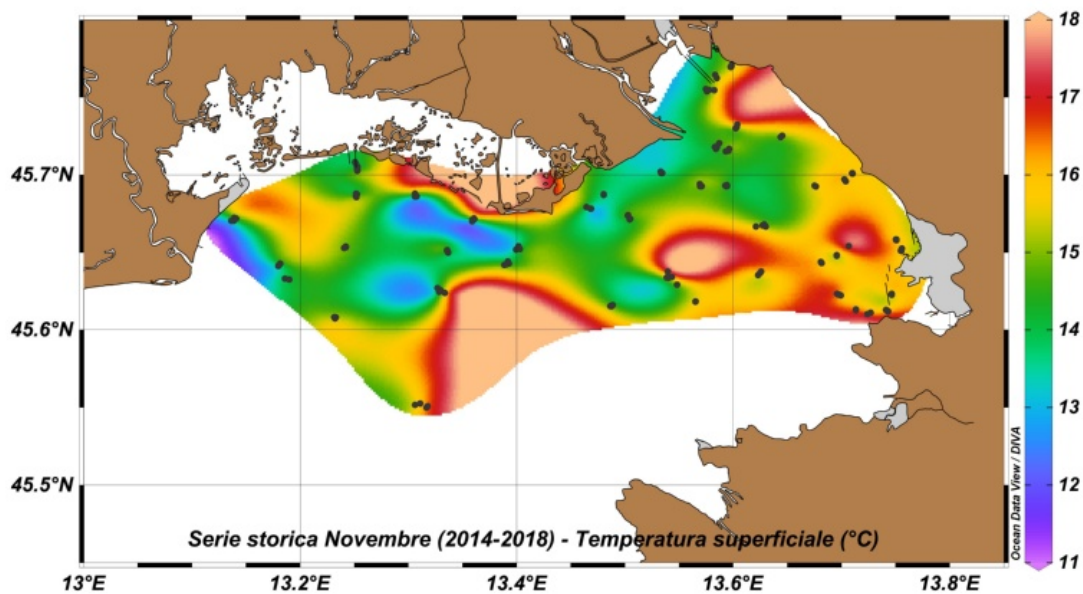 18
17
16
15
14
13
12
11
45.7°N
45.6°N
45.5°N
Serie storica Novembre (2014-2018) - Temperatura superficiale (°C)
Ocean Data View / DIVA
13°E
13.2°E
13.4°E
13.6°E
13.8°E